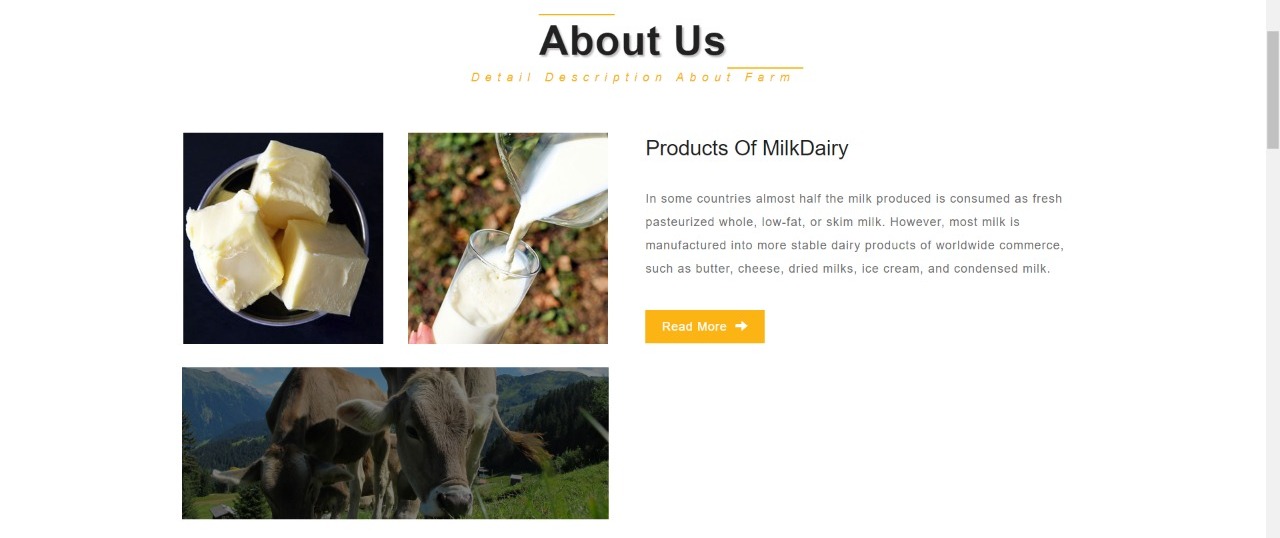 About Us
Detail Description About Farm
Products Of MilkDairy
In some countries almost half the milk produced is consumed as fresh
pasteurized whole, low-fat, or skim milk. However, most milk is
manufactured into more stable dairy products of worldwide commerce,
such as butter, cheese, dried milks, ice cream, and condensed milk.
Read More